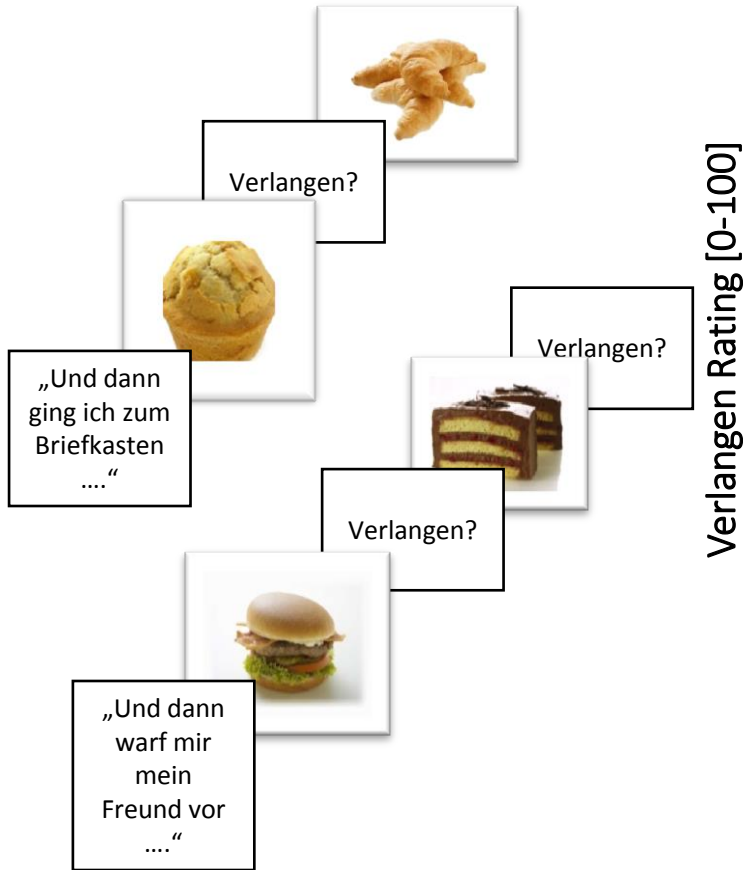 Verlangen?
Verlangen?
„Und dann
ging ich zum
Briefkasten
….“
Verlangen?
„Und dann
warf mir
mein
Freund vor
….“
Verlangen Rating [0-100]